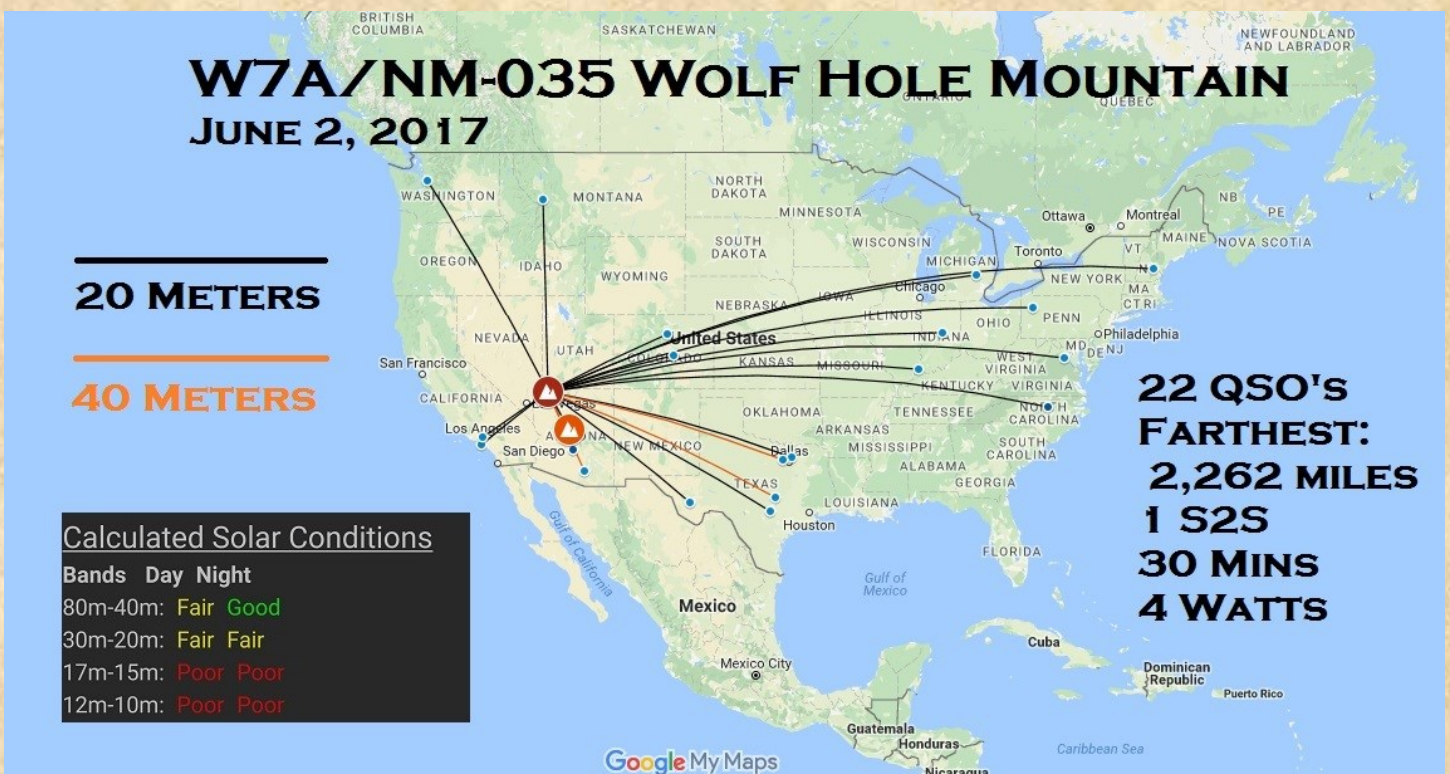 BRITISH
COLUMBIA
SASKATCHEWAN
NEWFOUNDLAND
AND LABRADOR
W7A/NM-035 WOLF HOLE MOUNTAIN
ONTARIO
QUEBEC
JUNE 2, 2017
WASHINGTON
MONTANA
NORTH
DAKOTA
MINNESOTA
Ottawa
Montreal
NB
PE
MAINE
NOVA SCOTIA
OREGON
IDAHO
SOUTH
DAKOTA
WISCONSIN
MICHIGAN
Toronto
VT
WYOMING
NEW YORK
MA
CT RI
20 METERS
NEBRASKA
IOWA
Chicago
ILLINOIS
INDIANA
OHIO
PENN
Philadelphia
NEVADA
UTAH
United States
COLORADO
KANSAS
MISSOURI
WEST
VIRGINIA
MD
DE NJ
San Francisco
KENTUCKY
VIRGINIA
40 METERS
CALIFORNIA
OKLAHOMA
TENNESSEE
NORTH
CAROLINA
Los Angeles
NEW MEXICO
ARKANSAS
MISSISSIPPI
SOUTH
CAROLINA
San Diego
Dallas
ALABAMA
GEORGIA
TEXAS
LOUISIANA
Houston
FLORIDA
22 QSO's
FARTHEST:
2,262 MILES
1 S2S
30 MINS
4 WATTS
Calculated Solar Conditions
Bands Day Night
80m-40m: Fair Good
30m-20m: Fair Fair
17m-15m: Poor Poor
12m-10m: Poor Poor
Gulf of California
Gulf of
Mexico
Mexico
Mexico City
Cuba
Dominican
Republic
Puerto Rico
Guatemala
Honduras
Caribbean Sea
Nicaragua
Google My Maps